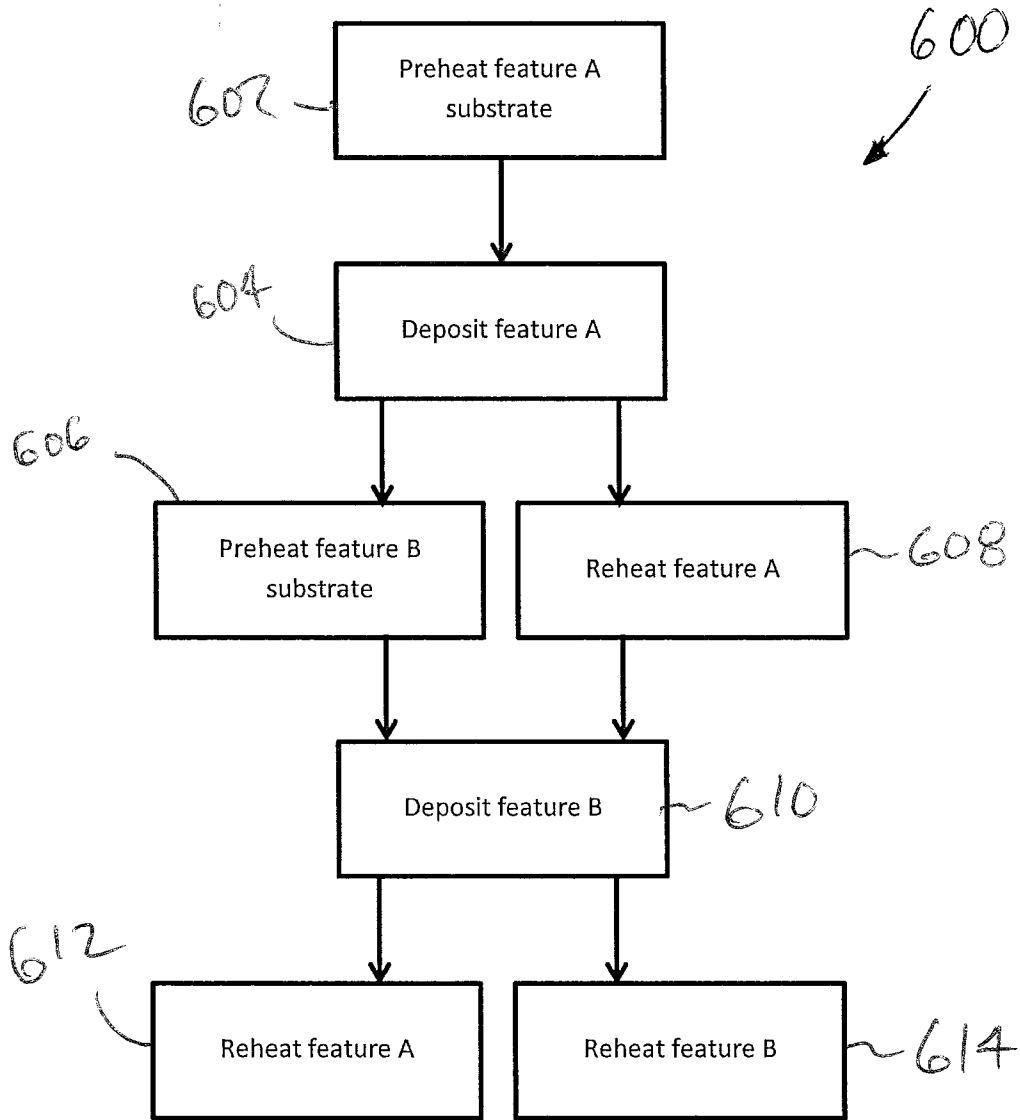 600
Preheat feature A
substrate
602
604
Deposit feature A
606
Preheat feature B
substrate
Reheat feature A
608
Deposit feature B
610
612
Reheat feature A
Reheat feature B
614